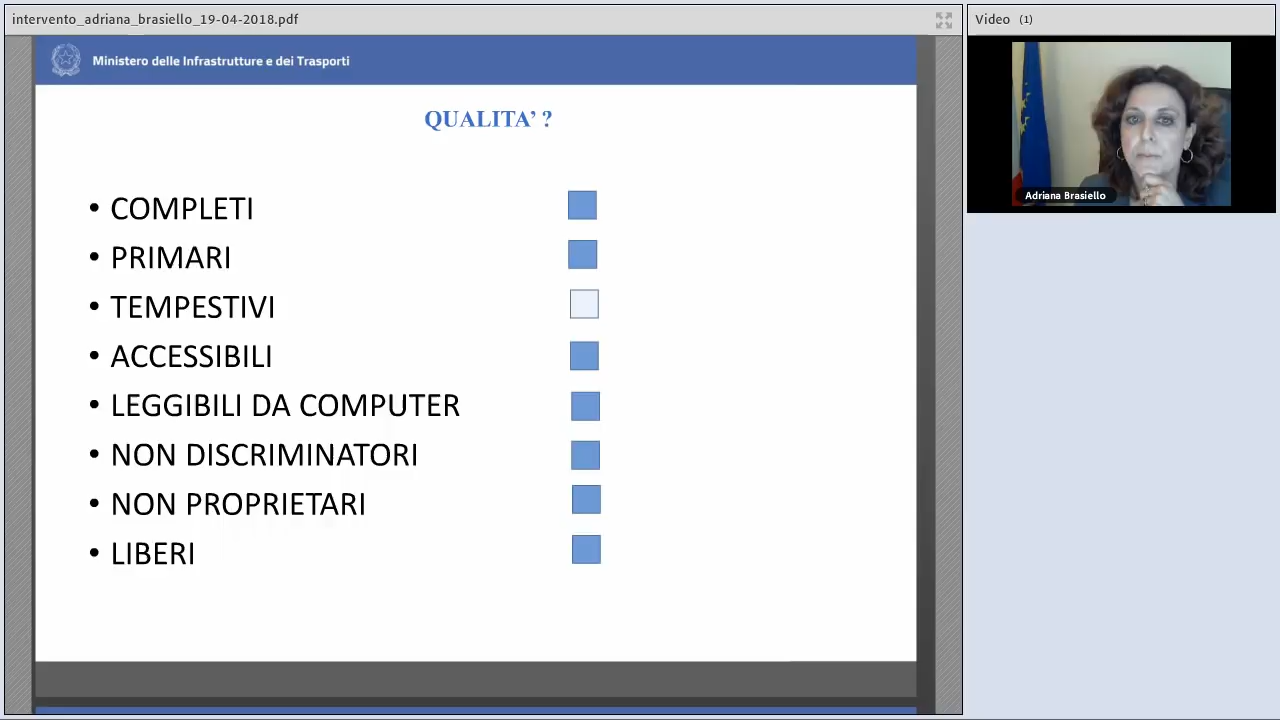 intervento_adriana_brasiello_19-04-2018.pdf
Video (1)
Ministero delle Infrastrutture e dei Trasporti
QUALITA’ ?
• COMPLETI
• PRIMARI
• TEMPESTIVI
• ACCESSIBILI
• LEGGIBILI DA COMPUTER
• NON DISCRIMINATORI
• NON PROPRIETARI
• LIBERI
Adriana Brasiello